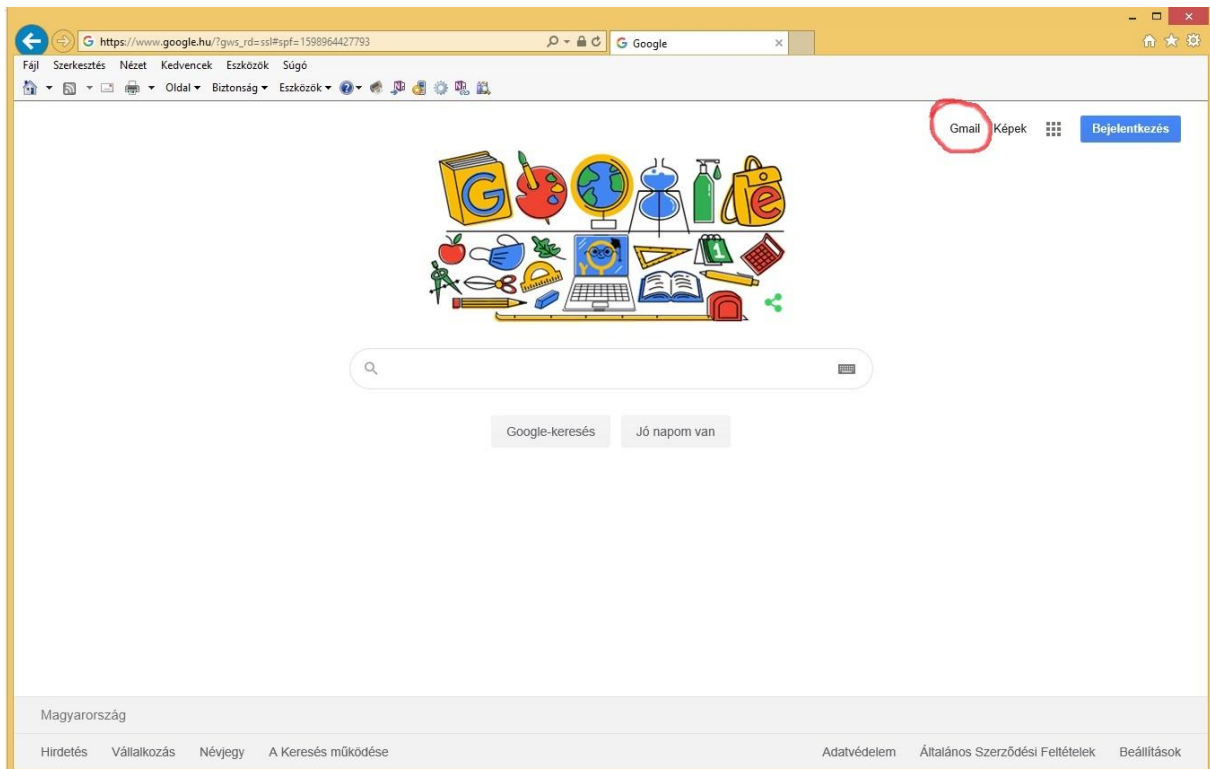 https://www.google.hu/?gws_rd=ssl#spf=1598964427793
Google
Fájl Szerkesztés Nézet Kedvencek Eszközök Súgó
Oldal Biztonság Eszközök
Gmail Képek Bejelentkezés
G e
1
Google-keresés Jó napom van
Magyarország
Hirdetés Vállalkozás Névjegy A Keresés működése Adatvédelem Általános Szerződési Feltételek Beállítások